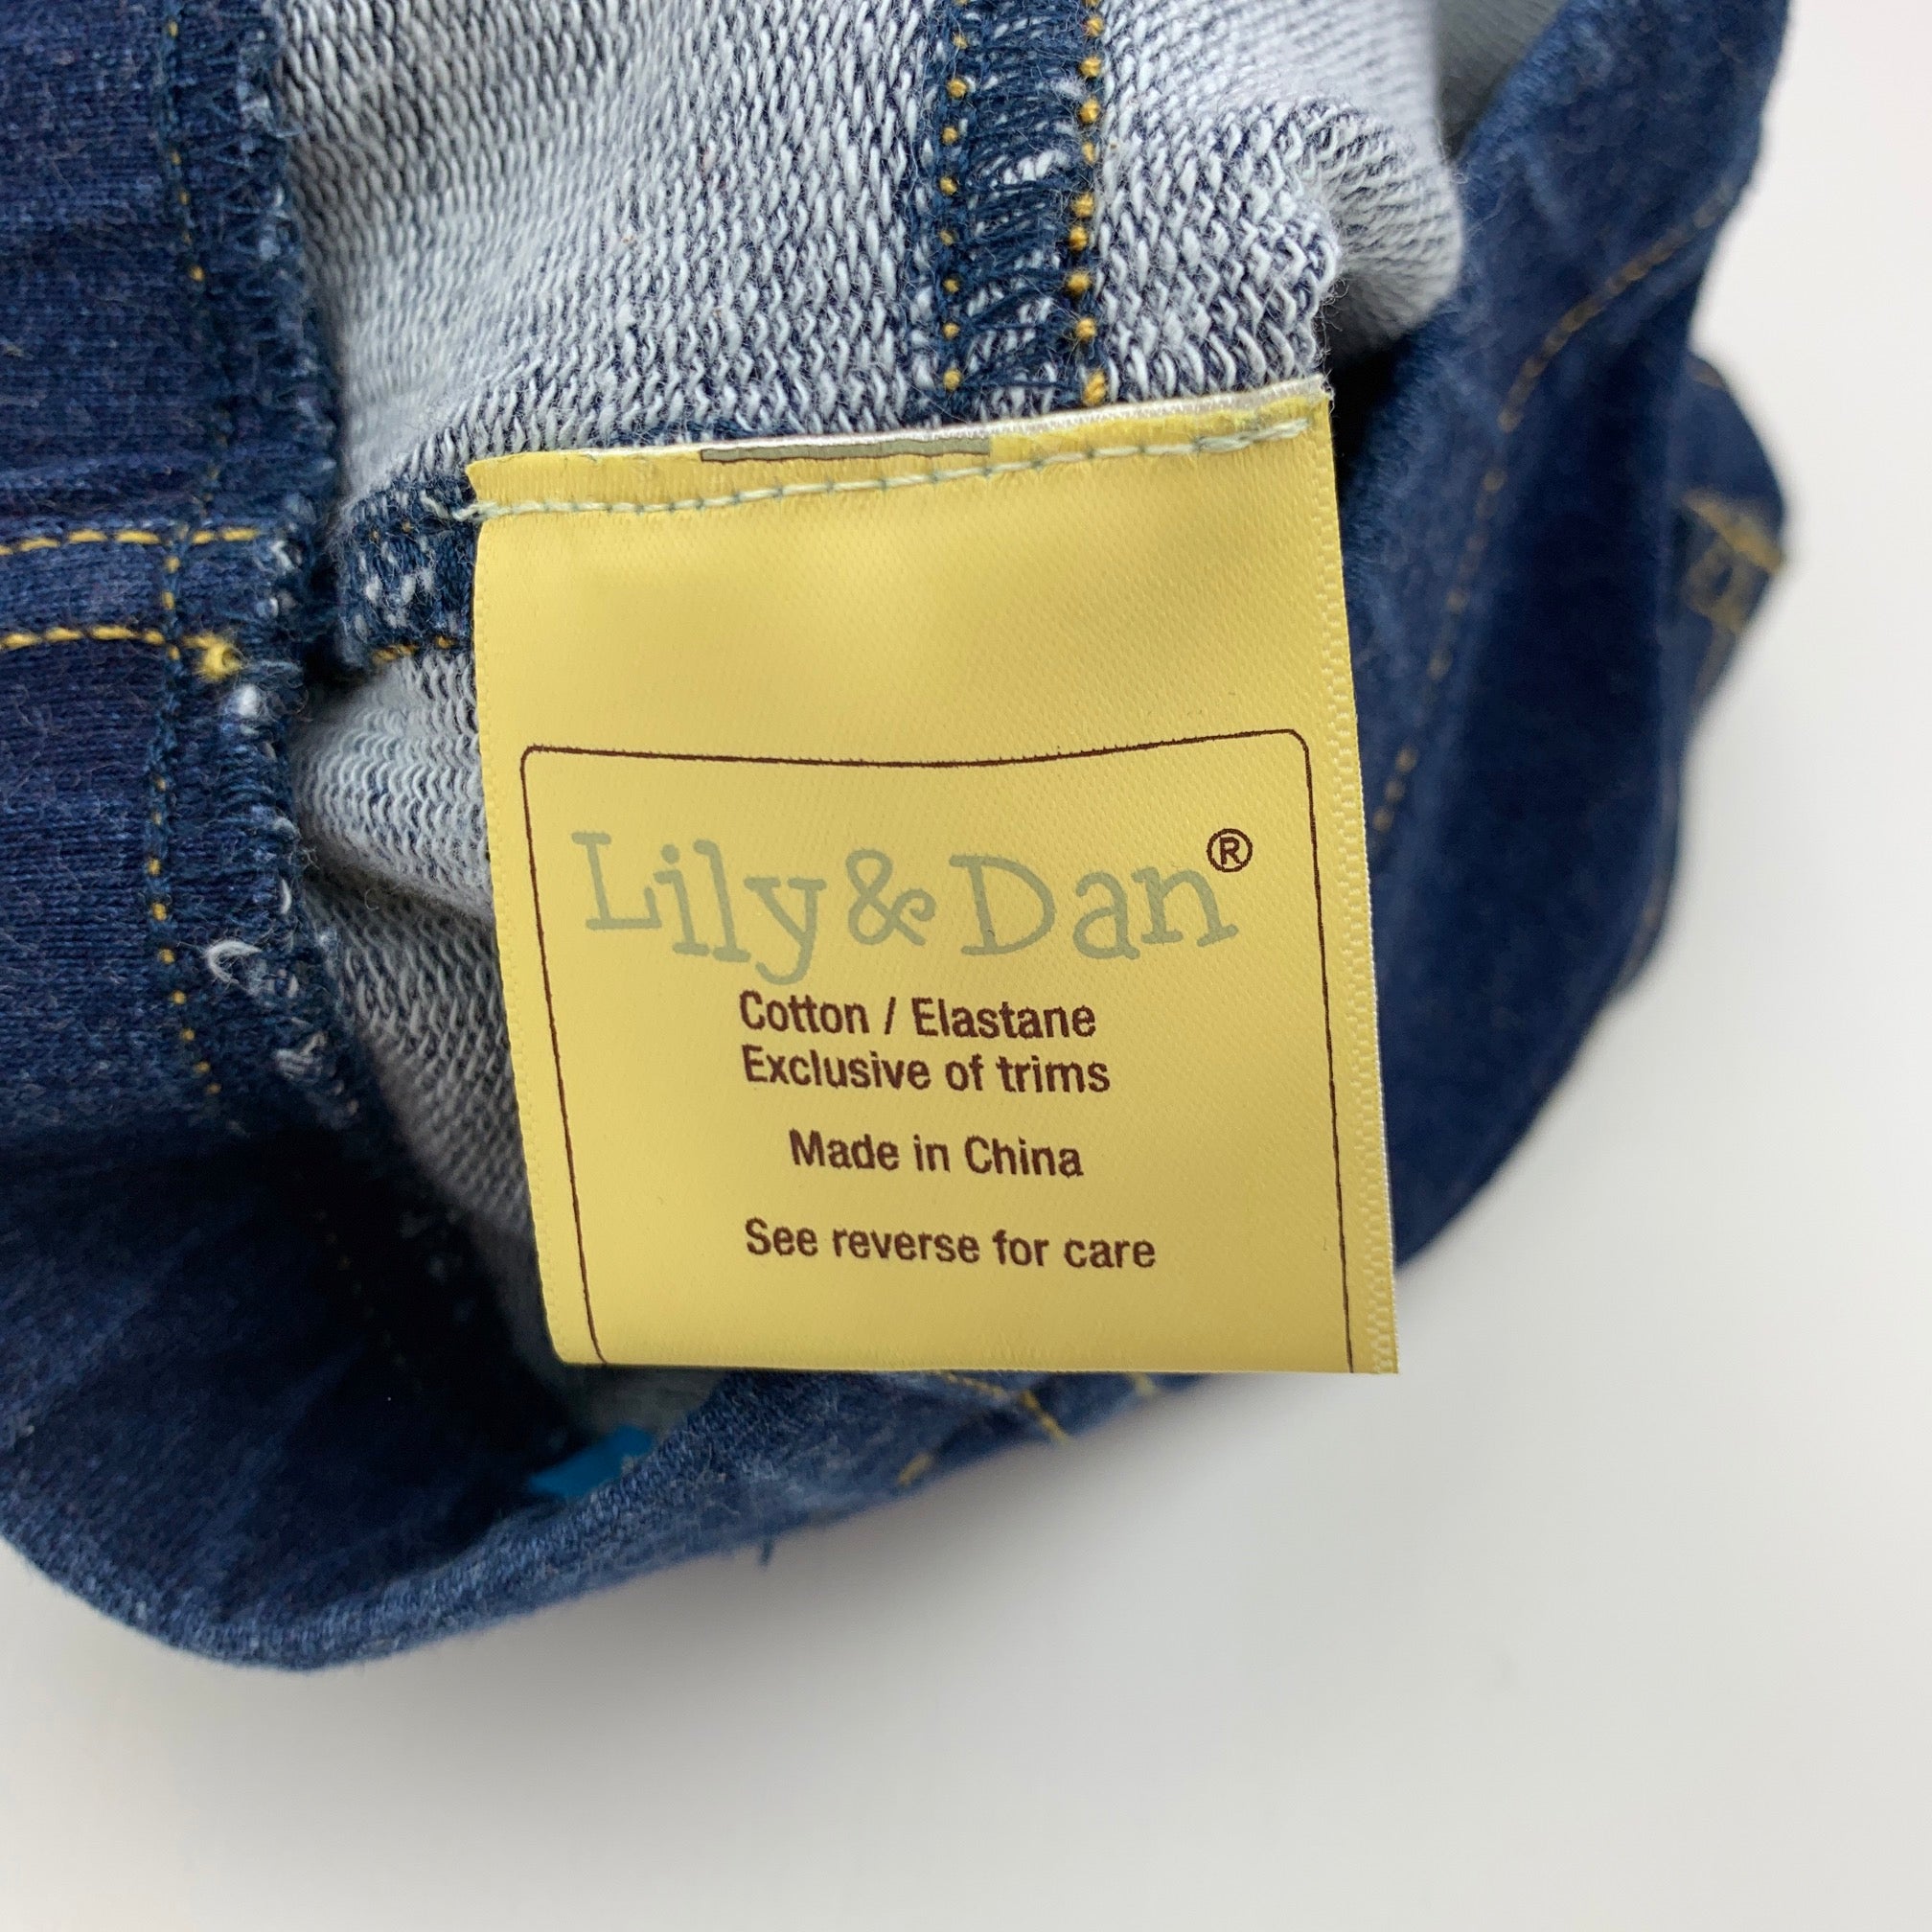 Lily&Dan®
Cotton / Elastane
Exclusive of trims
Made in China
See reverse for care